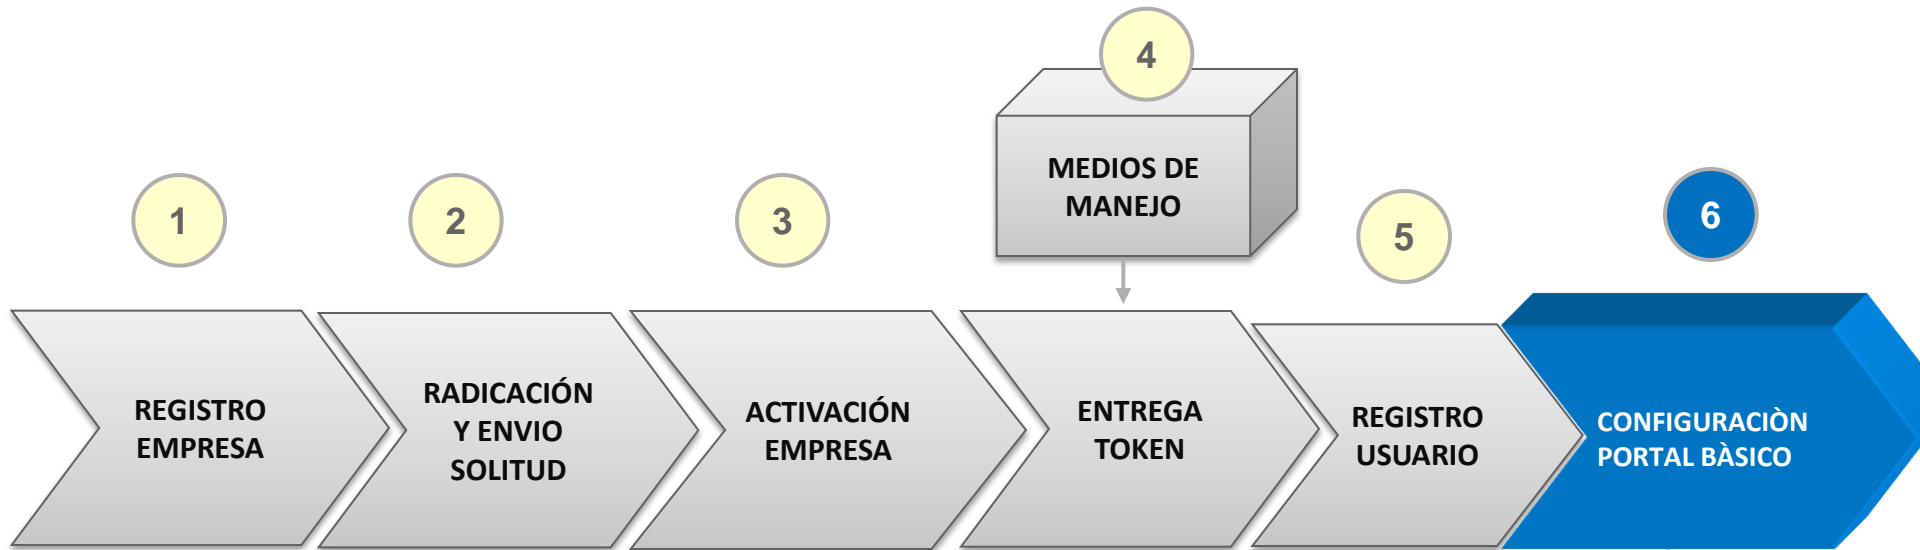 1
REGISTRO
EMPRESA
2
RADICACIÓN
Y ENVIO
SOLITUD
3
ACTIVACIÓN
EMPRESA
4
MEDIOS DE
MANEJO
ENTREGA
TOKEN
5
REGISTRO
USUARIO
6
CONFIGURACIÒN
PORTAL BÀSICO